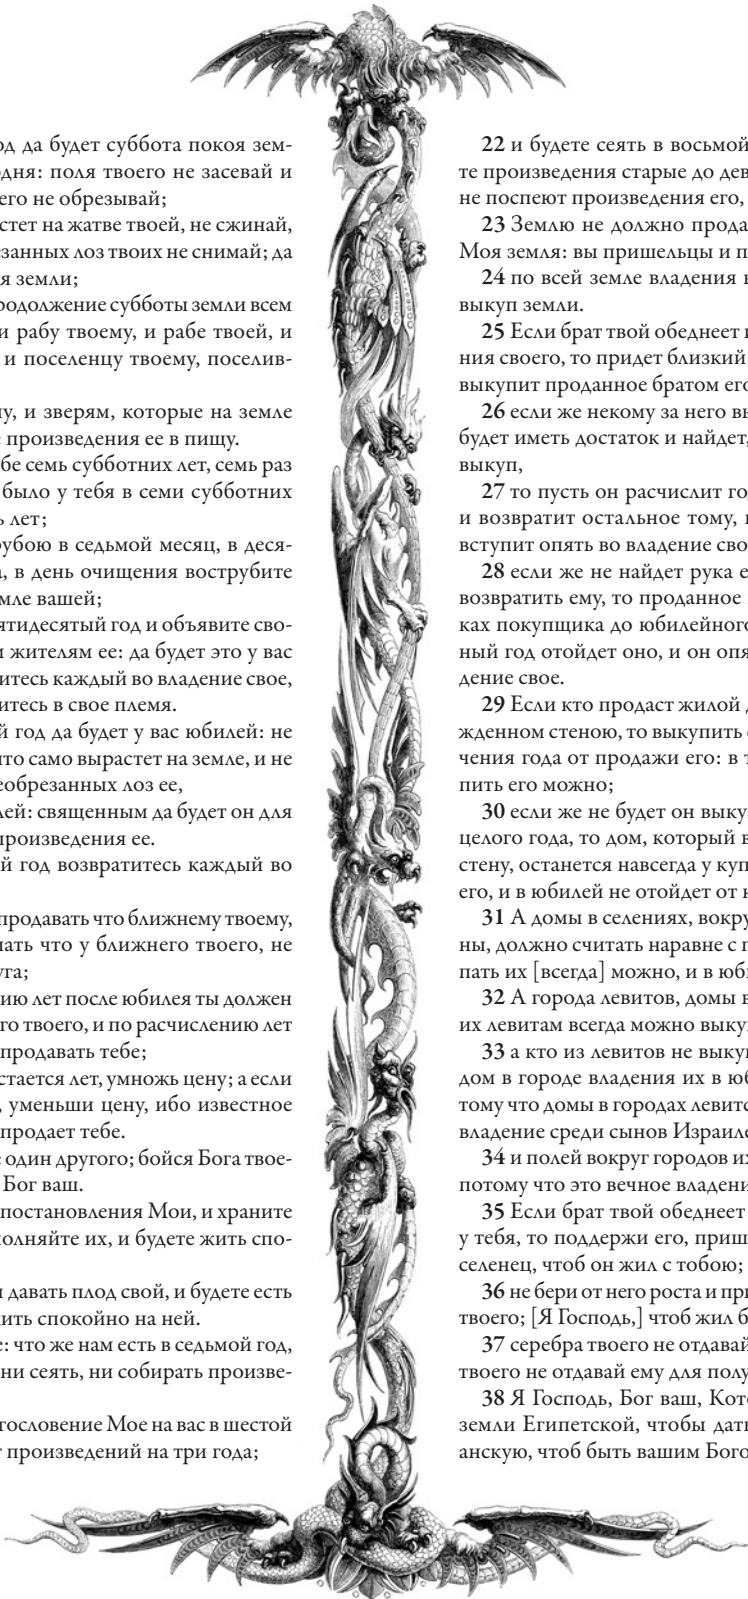 од да будет суббота покоя зем-
одня: поля твоего не засевай и
его не обрезывай;
стет на жатве твоей, не сжинай,
езанных лоз твоих не снимай; да
я земли;
родолжение субботы земли всем
и рабу твоему, и рабе твоей, и
и поселенцу твоему, поселив-
му, и зверям, которые на земле
е произведения ее в пищу.
бе семь субботних лет, семь раз
было у тебя в семи субботних
ь лет;
рубою в седьмой месяц, в деся-
а, в день очищения вострубите
мле вашей;
ятидесятый год и объявите сво-
м жителям ее: да будет это у вас
титесь каждый во владение свое,
титесь в свое племя.
й год да будет у вас юбилей: не
что само вырастет на земле, и не
еобрезанных лоз ее,
лей: священным да будет он для
произведения ее.
й год возвратитесь каждый во
продавать что ближнему твоему,
пать что у ближнего твоего, не
уга;
нию лет после юбилея ты должен
го твоего, и по расчислению лет
продавать тебе;
стается лет, умножь цену; а если
, уменьши цену, ибо известное
продает тебе.
е один другого; бойся Бога твое-
Бог ваш.
постановления Мои, и храните
олняйте их, и будете жить спо-
я давать плод свой, и будете есть
жить спокойно на ней.
е: что же нам есть в седьмой год,
ни сеять, ни собирать произве-
гословение Мое на вас в шестой
т произведений на три года;
22 и будете сеять в восьмой
те произведения старые до дев
не поспеют произведения его,
23 Землю не должно прода
Моя земля: вы пришельцы и п
24 по всей земле владения в
выкуп земли.
25 Если брат твой обеднеет и
ния своего, то придет близкий
выкупит проданное братом его
26 если же некому за него вы
будет иметь достаток и найдет,
выкуп,
27 то пусть он расчислит го
и возвратит остальное тому,
вступит опять во владение сво
28 если же не найдет рука е
возвратить ему, то проданное
ках покупщика до юбилейного
ный год отойдет оно, и он опя
дение свое.
29 Если кто продаст жилой д
жденном стеною, то выкупить
чения года от продажи его: в т
пить его можно;
30 если же не будет он выку
целого года, то дом, который в
стену, останется навсегда у куп
его, и в юбилей не отойдет от н
31 А домы в селениях, вокру
ны, должно считать наравне с п
пать их [всегда] можно, и в юб
32 А города левитов, домы в
их левитам всегда можно выку
33 а кто из левитов не выку
дом в городе владения их в юб
тому что домы в городах левитс
владение среди сынов Израиле
34 и полей вокруг городов их
потому что это вечное владени
35 Если брат твой обеднеет
у тебя, то поддержи его, приш
селенец, чтоб он жил с тобою;
36 не бери от него роста и при
твоего; [Я Господь,] чтоб жил б
37 серебра твоего не отдавай
твоего не отдавай ему для полу
38 Я Господь, Бог ваш, Кото
земли Египетской, чтобы дать
анскую, чтоб быть вашим Бого